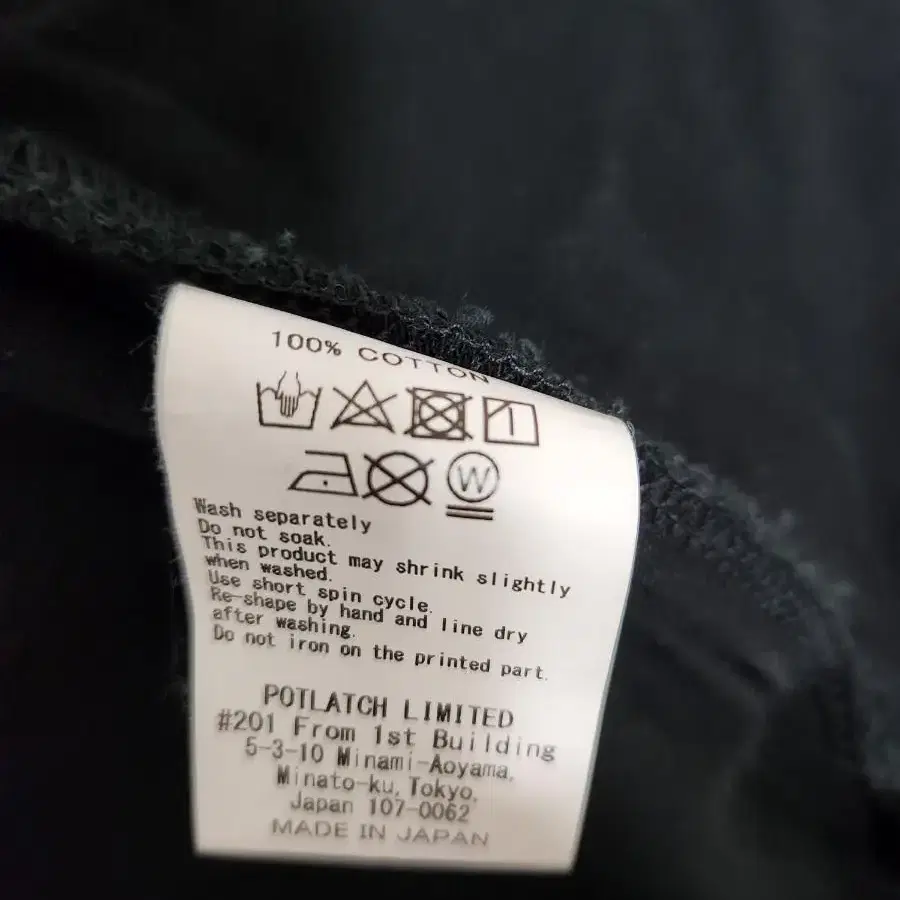 100% COTTON
W
Wash separately
Do not soak.
This product may shrink slightly
when washed.
Use short spin cycle.
Re-shape by hand and line dry
after washing.
Do not iron on the printed part.
POTLATCH LIMITED
#201 From 1st Building
5-3-10 Minami-Aoyama,
Minato-ku, Tokyo,
Japan 107-0062
MADE IN JAPAN